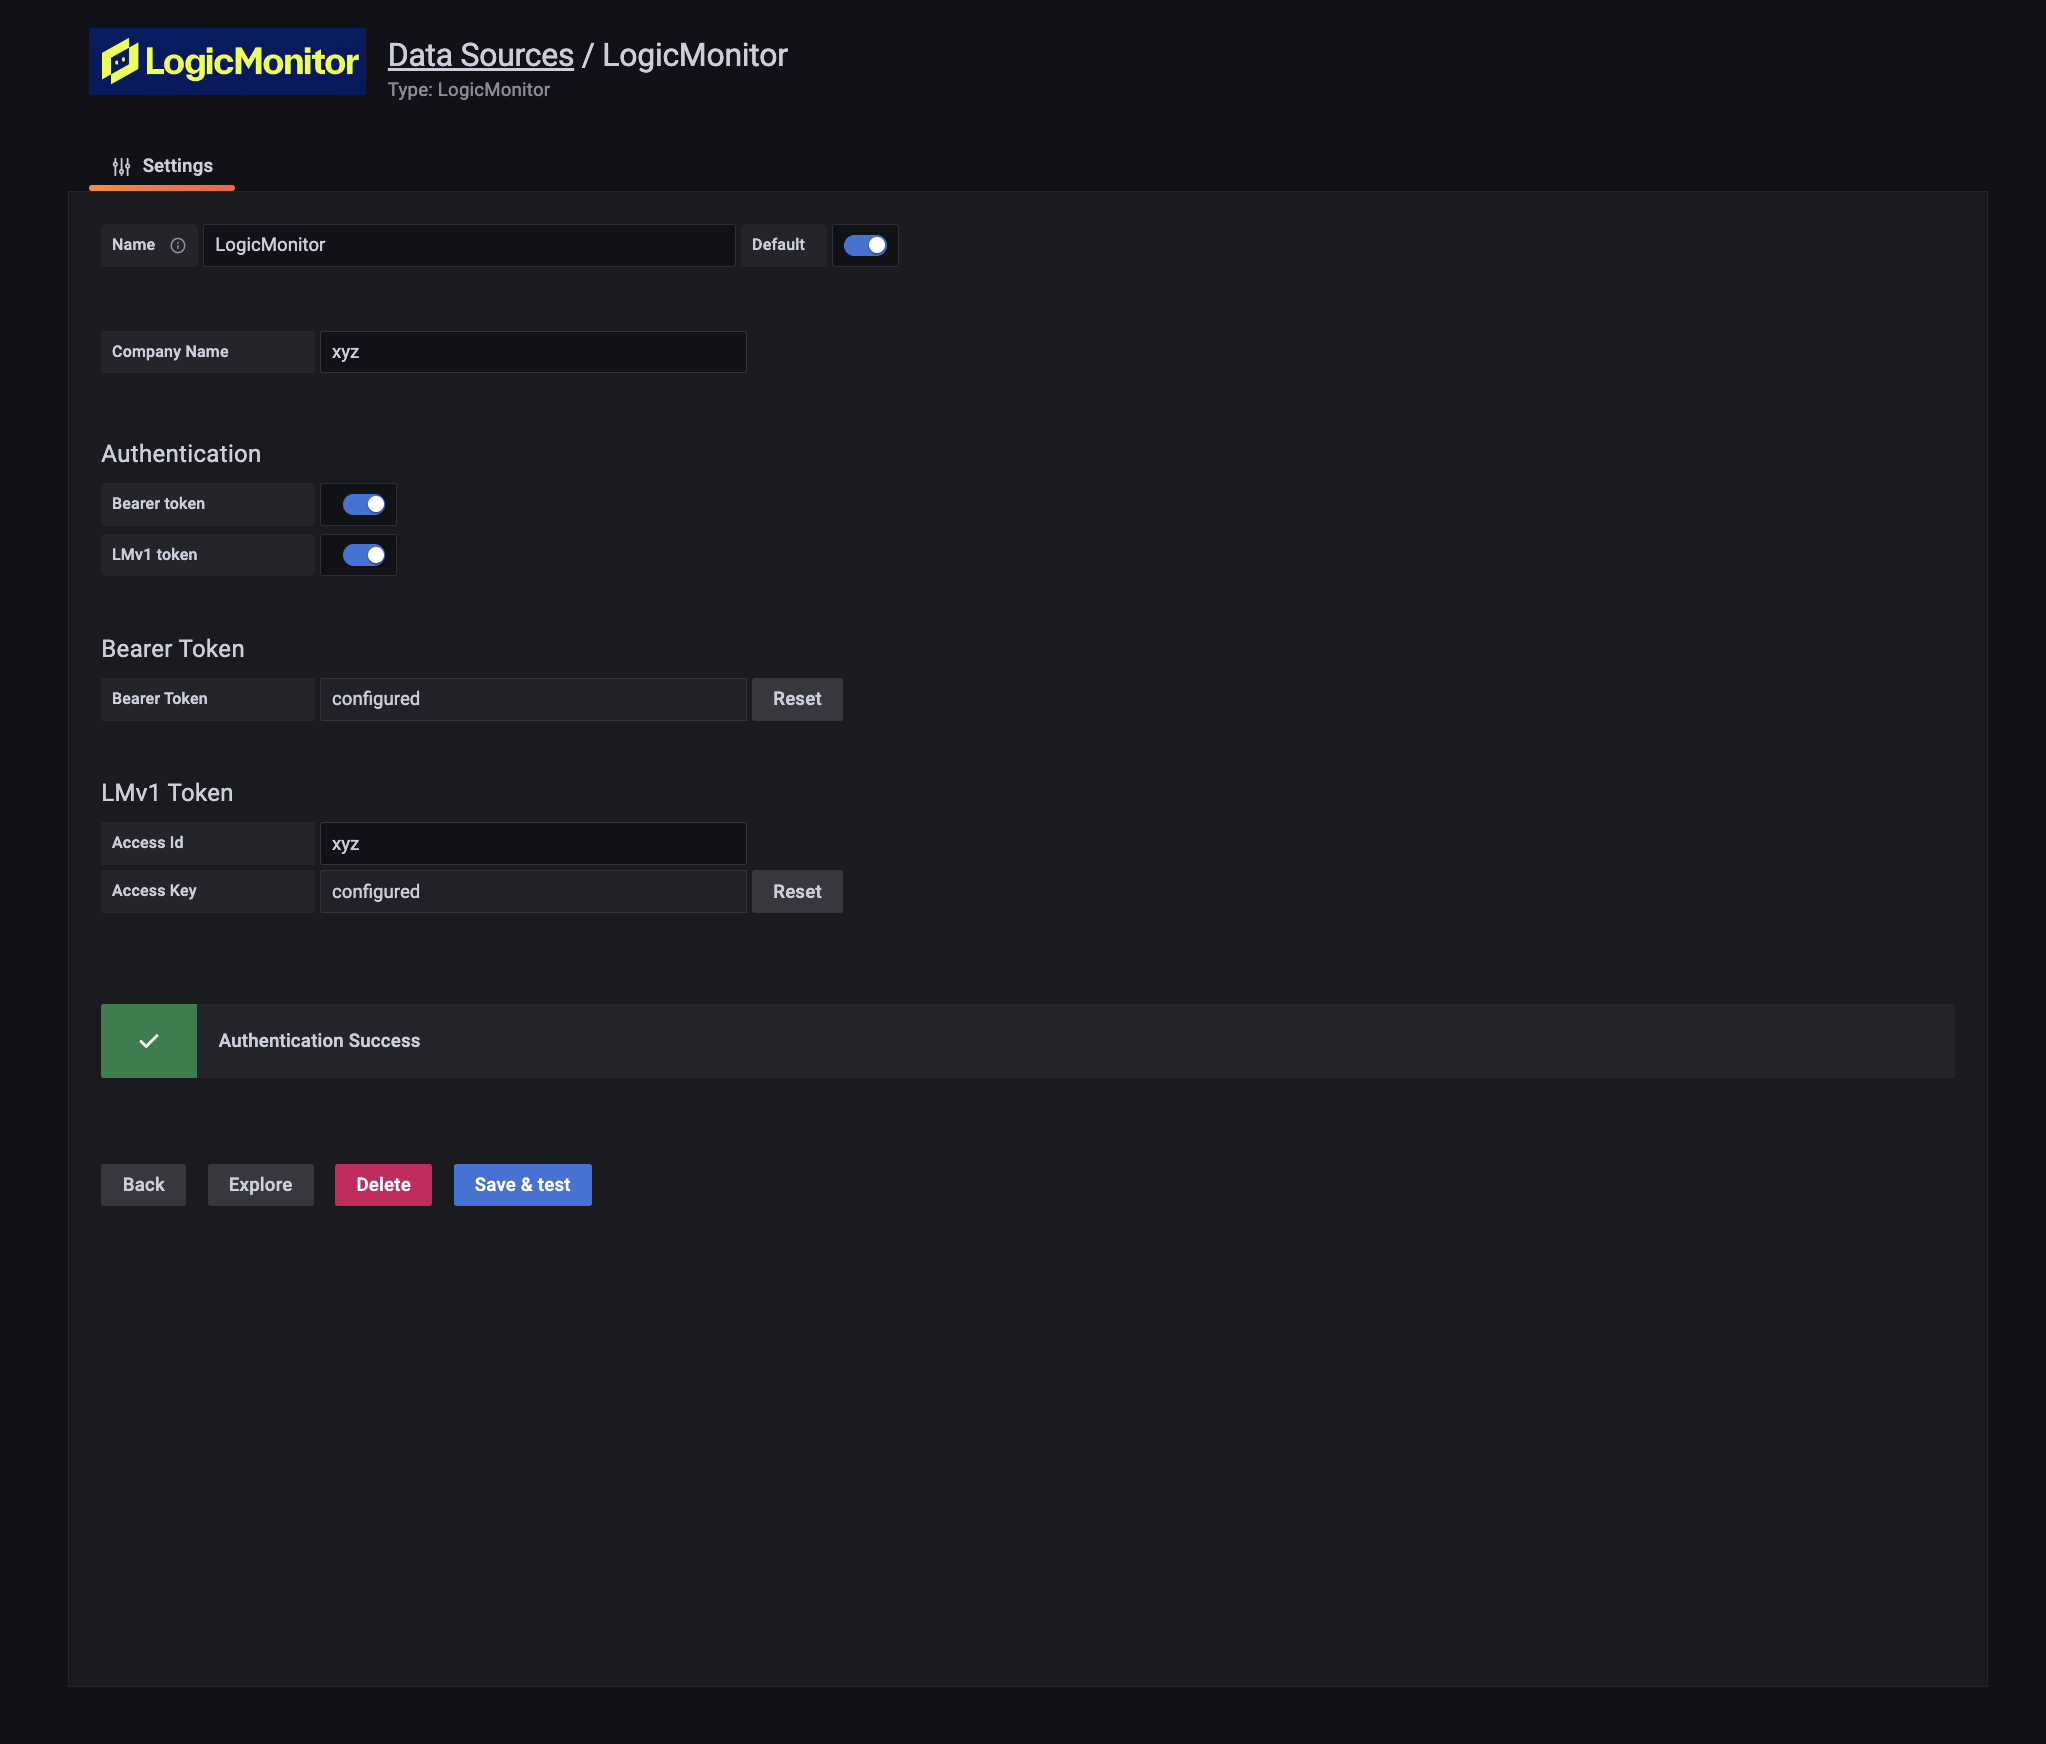 LogicMonitor
Data Sources / LogicMonitor
Type: LogicMonitor
Settings
Name LogicMonitor Default
Company Name xyz
Authentication
Bearer token
LMv1 token
Bearer Token
Bearer Token configured Reset
LMv1 Token
Access Id xyz
Access Key configured Reset
Authentication Success
Back Explore Delete Save & test